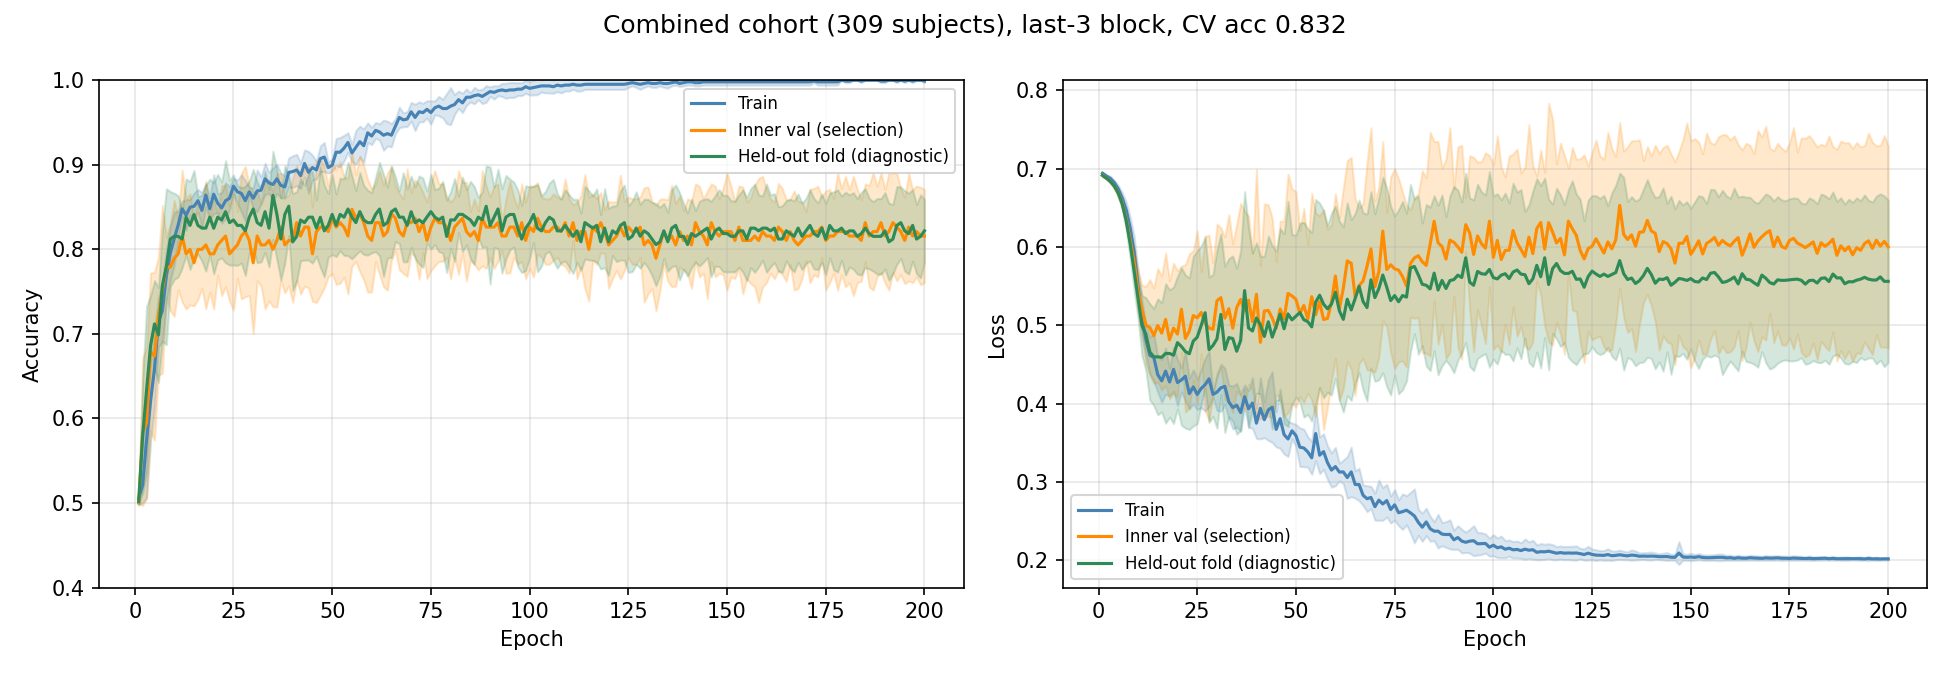 Combined cohort (309 subjects), last-3 block, CV acc 0.832
1.0
0.9
0.8
0.7
0.6
0.5
0.4
Accuracy
0
25
50
75
100
125
150
175
200
Epoch
Train
Inner val (selection)
Held-out fold (diagnostic)
0.8
0.7
0.6
0.5
0.4
0.3
0.2
Loss
0
25
50
75
100
125
150
175
200
Epoch
Train
Inner val (selection)
Held-out fold (diagnostic)